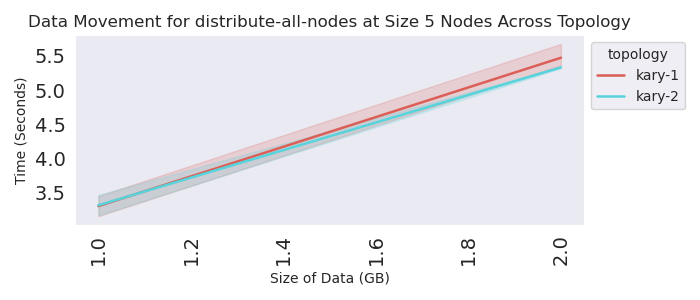 Data Movement for distribute-all-nodes at Size 5 Nodes Across Topology
topology
kary-1
kary-2
Time (Seconds)
5.5
5.0
4.5
4.0
3.5
1.0
1.2
1.4
1.6
1.8
2.0
Size of Data (GB)